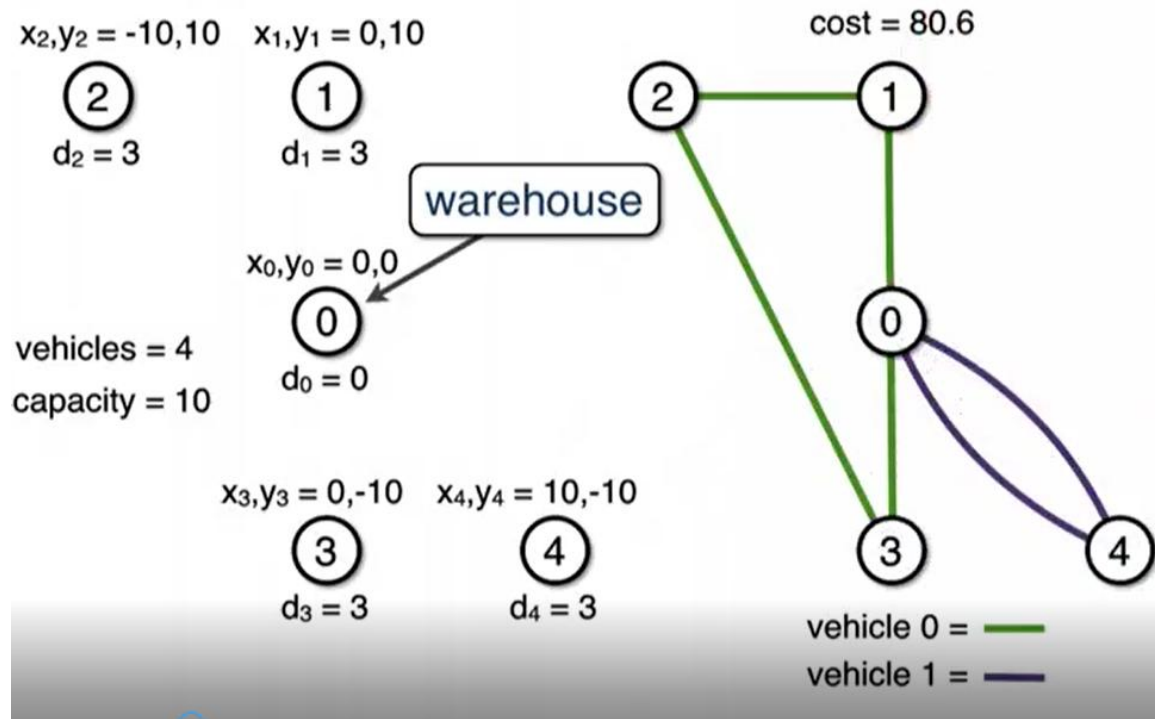 x₂,y₂ = -10,10
x₁,y₁ = 0,10
cost = 80.6
2
1
d₂ = 3
d₁ = 3
warehouse
x₀,y₀ = 0,0
0
d₀ = 0
vehicles = 4
capacity = 10
x₃,y₃ = 0,-10
x₄,y₄ = 10,-10
3
4
d₃ = 3
d₄ = 3
2
1
0
3
4
vehicle 0 =
vehicle 1 =